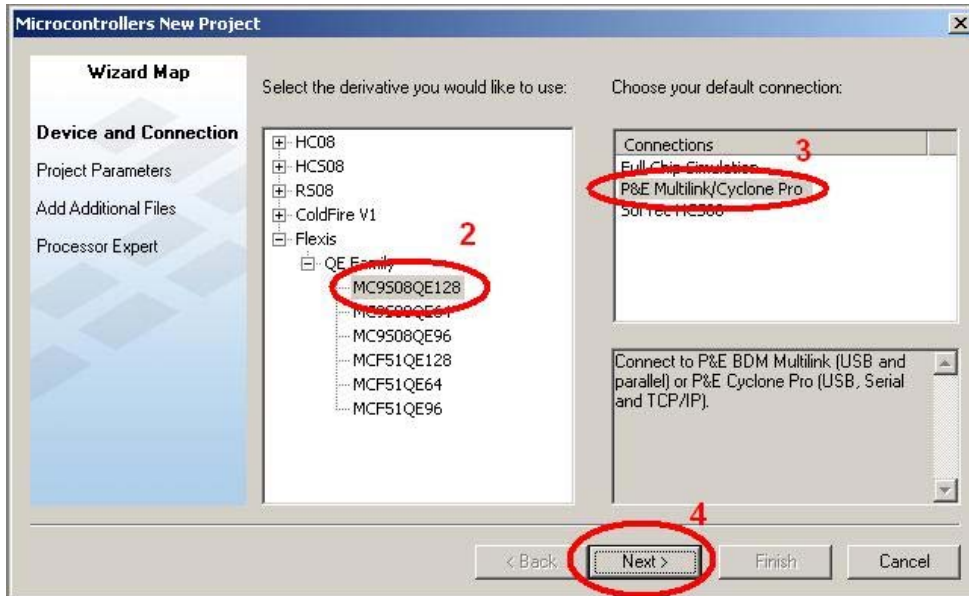 Microcontrollers New Project
Wizard Map
Device and Connection
Project Parameters
Add Additional Files
Processor Expert
Select the derivative you would like to use:
HC08
HCS08
RS08
ColdFire V1
Flexis
QE Family
MC9S08QE128
MC9S08QE64
MC9S08QE96
MCF51QE128
MCF51QE64
MCF51QE96
2
Choose your default connection:
Connections
3
Full Chip Simulation
P&E Multilink/Cyclone Pro
SofTec HCS08
Connect to P&E BDM Multilink (USB and
parallel) or P&E Cyclone Pro (USB, Serial
and TCP/IP).
4
< Back
Next >
Finish
Cancel